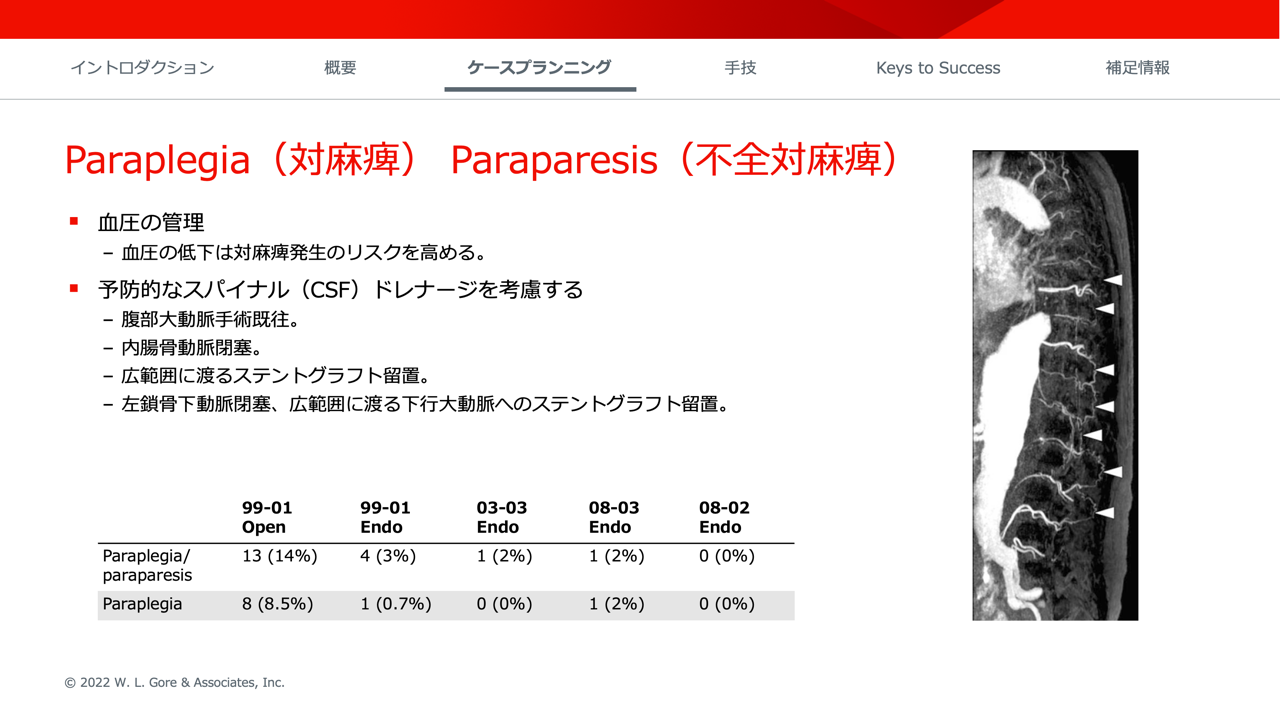 イントロダクション 概要 ケースプランニング 手技 Keys to Success 補足情報
Paraplegia（対麻痺） Paraparesis（不全対麻痺）
▪ 血圧の管理
– 血圧の低下は対麻痺発生のリスクを高める。
▪ 予防的なスパイナル（CSF）ドレナージを考慮する
– 腹部大動脈手術既往。
– 内腸骨動脈閉塞。
– 広範囲に渡るステントグラフト留置。
– 左鎖骨下動脈閉塞、広範囲に渡る下行大動脈へのステントグラフト留置。
99-01 99-01 03-03 08-03 08-02
Open Endo Endo Endo Endo
Paraplegia/ 13 (14%) 4 (3%) 1 (2%) 1 (2%) 0 (0%)
paraparesis
Paraplegia 8 (8.5%) 1 (0.7%) 0 (0%) 1 (2%) 0 (0%)
© 2022 W. L. Gore & Associates, Inc.